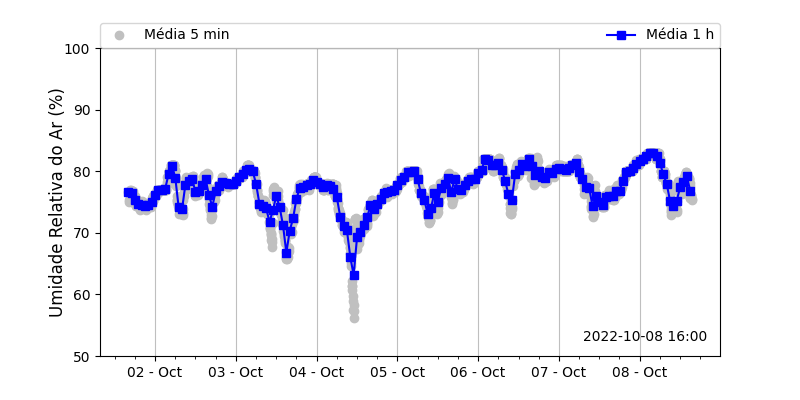 Média 5 min
Média 1 h
Umidade Relativa do Ar (%)
100
90
80
70
60
50
2022-10-08 16:00
02 - Oct
03 - Oct
04 - Oct
05 - Oct
06 - Oct
07 - Oct
08 - Oct